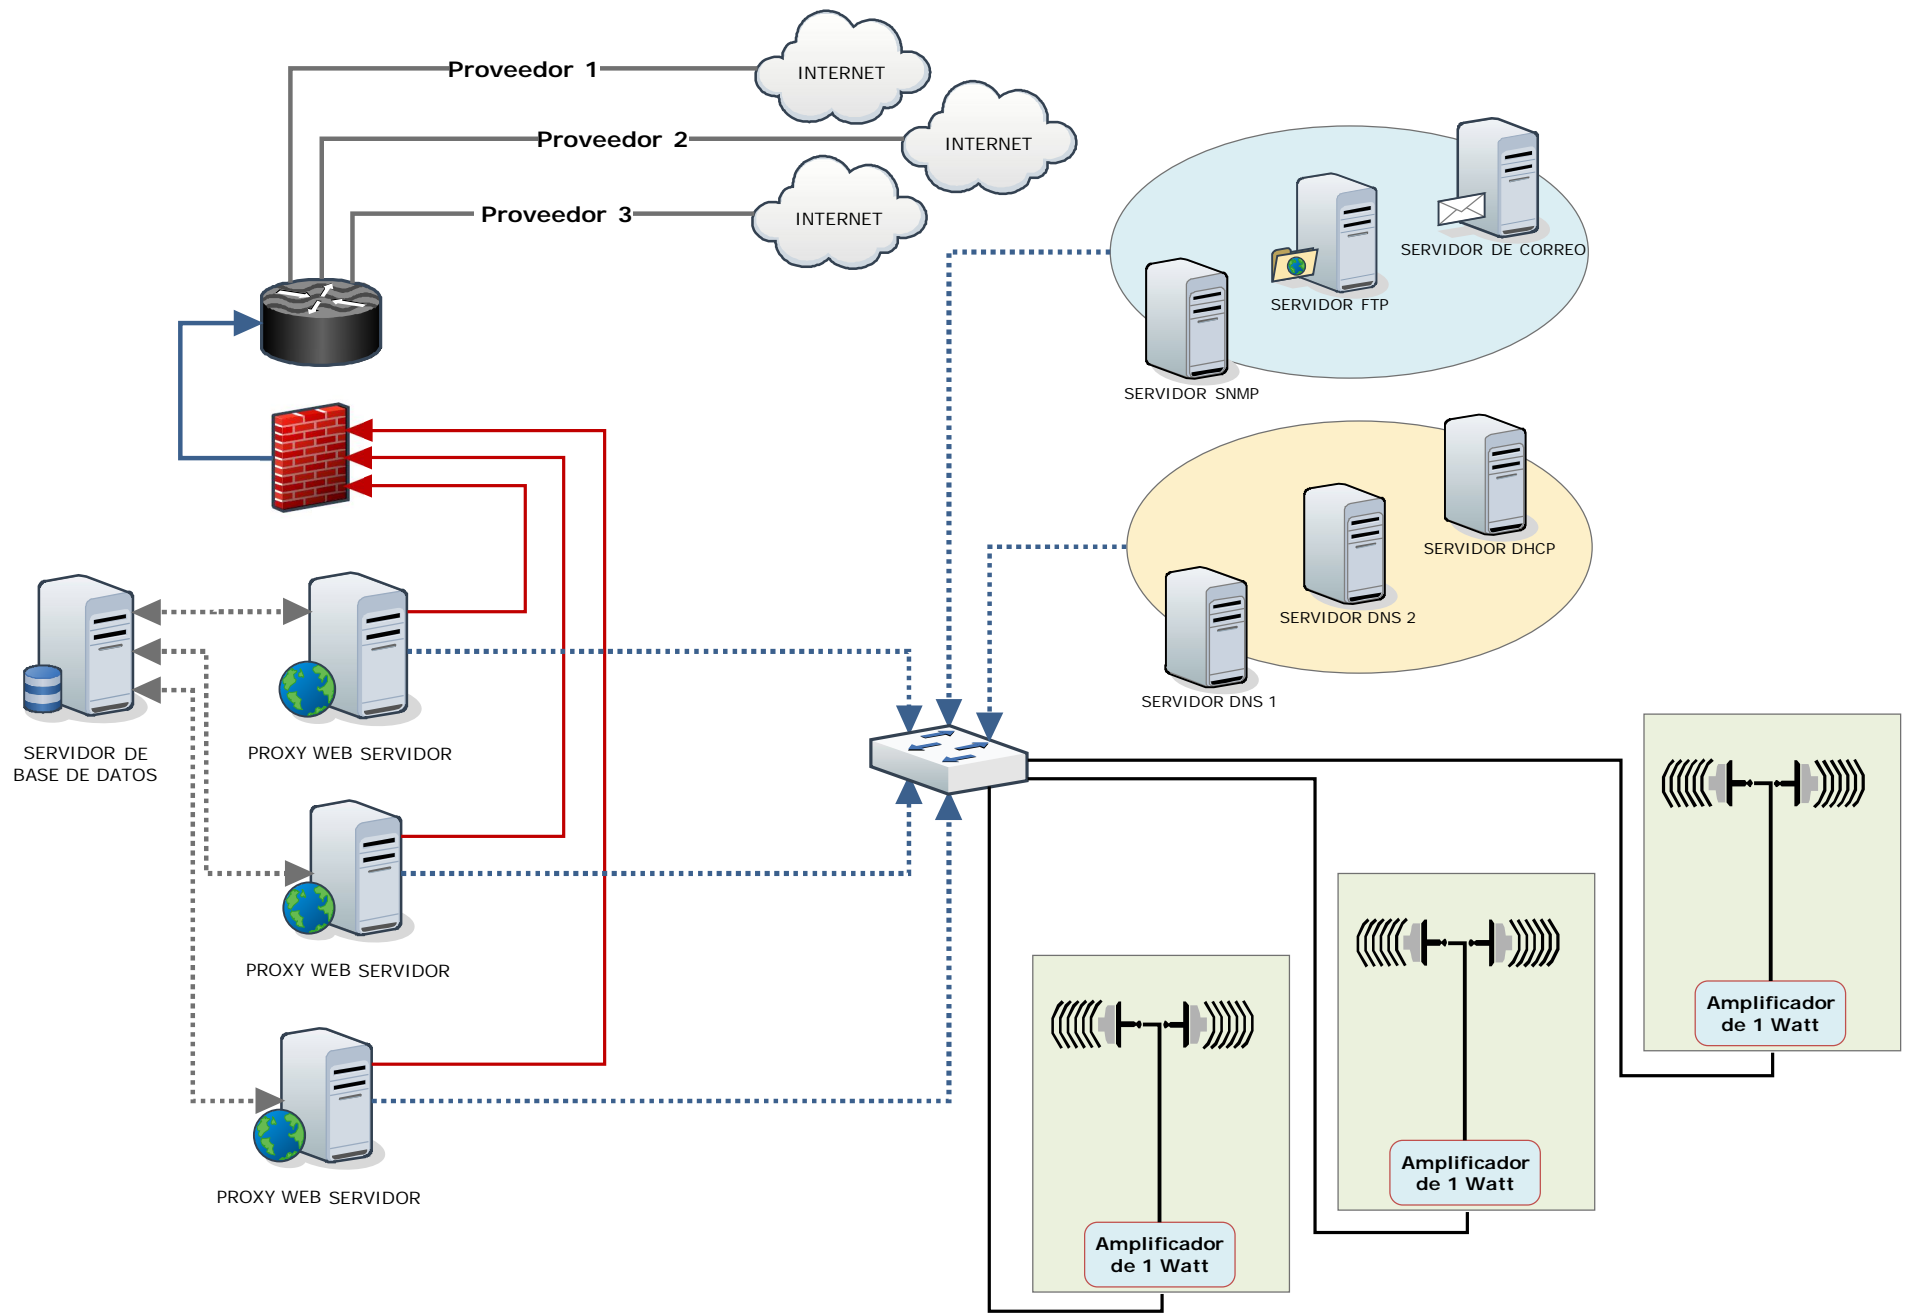 Proveedor 1
INTERNET
Proveedor 2
INTERNET
Proveedor 3
INTERNET
SERVIDOR DE CORREO
SERVIDOR FTP
SERVIDOR SNMP
SERVIDOR DHCP
SERVIDOR DNS 2
SERVIDOR DNS 1
SERVIDOR DE
BASE DE DATOS
PROXY WEB SERVIDOR
PROXY WEB SERVIDOR
PROXY WEB SERVIDOR
Amplificador
de 1 Watt
Amplificador
de 1 Watt
Amplificador
de 1 Watt